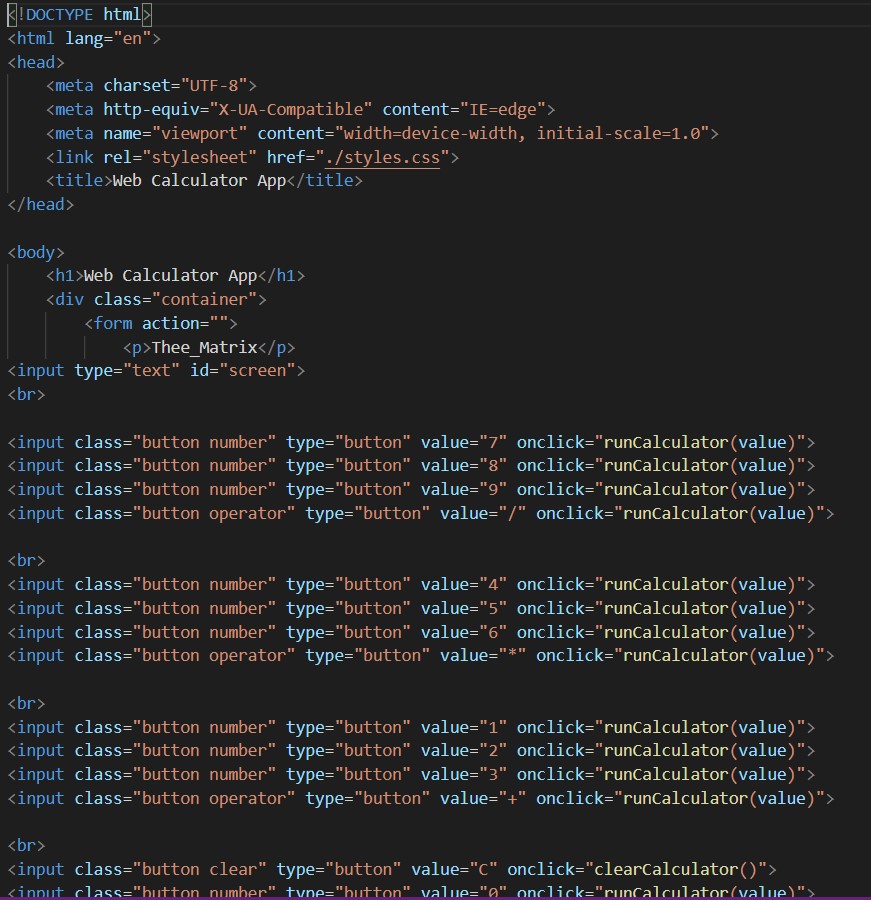 <!DOCTYPE html>
<html lang="en">
<head>
    <meta charset="UTF-8">
    <meta http-equiv="X-UA-Compatible" content="IE=edge">
    <meta name="viewport" content="width=device-width, initial-scale=1.0">
    <link rel="stylesheet" href="./styles.css">
    <title>Web Calculator App</title>
</head>

<body>
    <h1>Web Calculator App</h1>
    <div class="container">
        <form action="">
            <p>Thee_Matrix</p>
<input type="text" id="screen">
<br>

<input class="button number" type="button" value="7" onclick="runCalculator(value)">
<input class="button number" type="button" value="8" onclick="runCalculator(value)">
<input class="button number" type="button" value="9" onclick="runCalculator(value)">
<input class="button operator" type="button" value="/" onclick="runCalculator(value)">

<br>
<input class="button number" type="button" value="4" onclick="runCalculator(value)">
<input class="button number" type="button" value="5" onclick="runCalculator(value)">
<input class="button number" type="button" value="6" onclick="runCalculator(value)">
<input class="button operator" type="button" value="*" onclick="runCalculator(value)">

<br>
<input class="button number" type="button" value="1" onclick="runCalculator(value)">
<input class="button number" type="button" value="2" onclick="runCalculator(value)">
<input class="button number" type="button" value="3" onclick="runCalculator(value)">
<input class="button operator" type="button" value="+" onclick="runCalculator(value)">

<br>
<input class="button clear" type="button" value="C" onclick="clearCalculator()">
<input class="button number" type="button" value="0" onclick="runCalculator(value)">